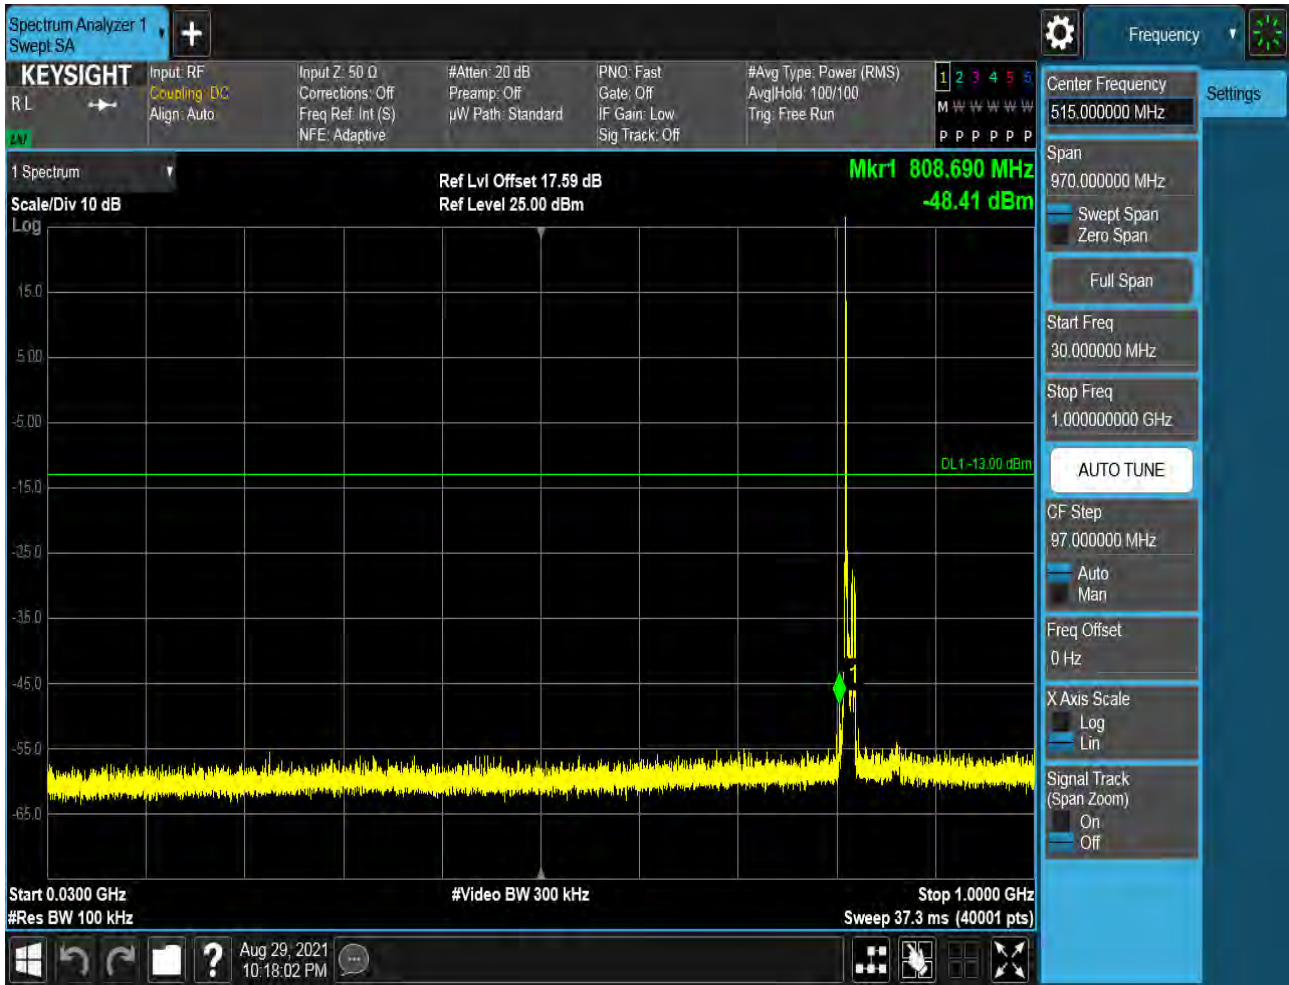 Spectrum Analyzer 1
Swept SA
Frequency
KEYSIGHT
R L
LNI
Input: RF
Coupling: DC
Align: Auto
Input Z: 50 Ω
Corrections: Off
Freq Ref: Int (S)
NFE: Adaptive
#Atten: 20 dB
Preamp: Off
µW Path: Standard
PNO: Fast
Gate: Off
IF Gain: Low
Sig Track: Off
#Avg Type: Power (RMS)
Avg|Hold: 100/100
Trig: Free Run
1 2 3 4 5 6
M W W W W W
P P P P P P
1 Spectrum
Scale/Div 10 dB
Log
Ref Lvl Offset 17.59 dB
Ref Level 25.00 dBm
Mkr1 808.690 MHz
-48.41 dBm
15.0
5.00
-5.00
-15.0
-25.0
-35.0
-45.0
-55.0
-65.0
DL1 -13.00 dBm
1
Start 0.0300 GHz
#Res BW 100 kHz
#Video BW 300 kHz
Stop 1.0000 GHz
Sweep 37.3 ms (40001 pts)
Center Frequency
515.000000 MHz
Settings
Span
970.000000 MHz
Swept Span
Zero Span
Full Span
Start Freq
30.000000 MHz
Stop Freq
1.000000000 GHz
AUTO TUNE
CF Step
97.000000 MHz
Auto
Man
Freq Offset
0 Hz
X Axis Scale
Log
Lin
Signal Track
(Span Zoom)
On
Off
?
Aug 29, 2021
10:18:02 PM